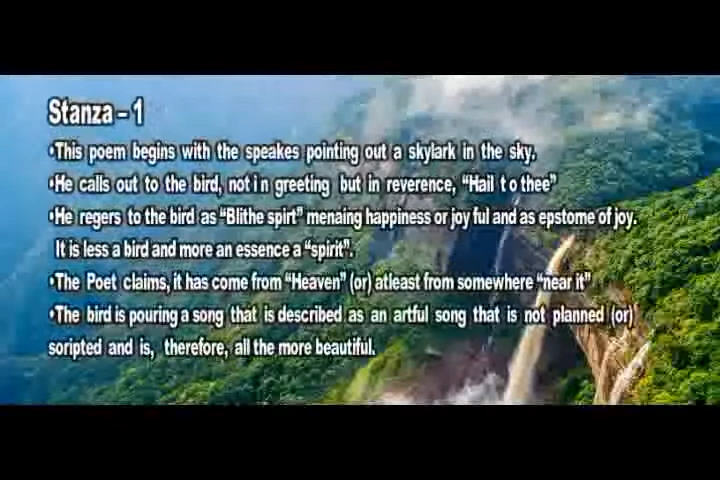 Stanza – 1
•This poem begins with the speakes pointing out a skylark in the sky.
•He calls out to the bird, not i n greeting but in reverence, “Hail t o thee”
•He regers to the bird as “Blithe spirt” menaing happiness or joy ful and as epstome of joy.
It is less a bird and more an essence a “spirit”.
•The Poet claims, it has come from “Heaven” (or) atleast from somewhere “near it”
•The bird is pouring a song that is described as an artful song that is not planned (or)
soripted and is, therefore, all the more beautiful.